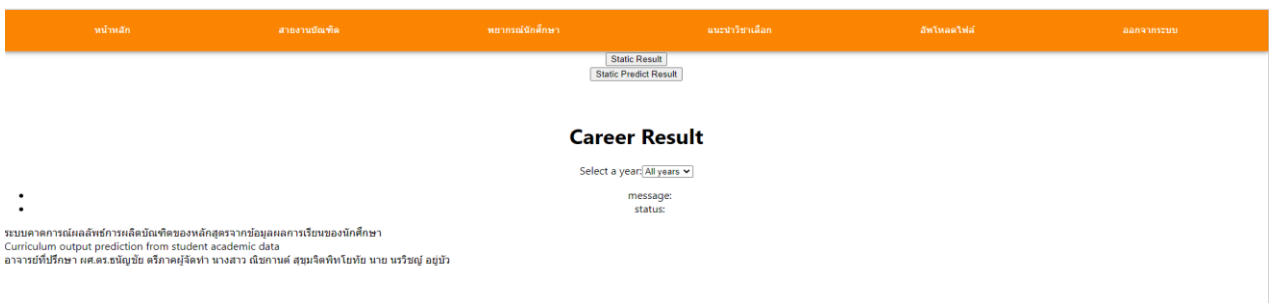 หน้าหลัก สายงานบัณฑิต พยากรณ์นักศึกษา แนะนำวิชาเลือก อัพโหลดไฟล์ ออกจากระบบ
Static Result
Static Predict Result
Career Result
Select a year: All years
message:
status:
ระบบคาดการณ์ผลลัพธ์การผลิตบัณฑิตของหลักสูตรจากข้อมูลผลการเรียนของนักศึกษา
Curriculum output prediction from student academic data
อาจารย์ที่ปรึกษา ผศ.ดร.ธนัญชัย ตรีภาคผู้จัดทำ นางสาว ณิชกานต์ สุขุมจิตพิทโยทัย นาย นรวิชญ์ อยู่บัว